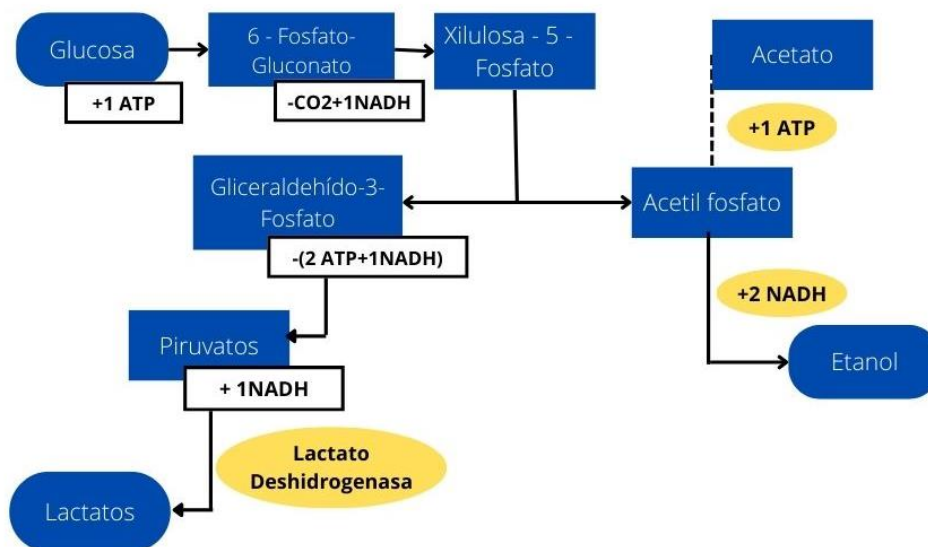 Glucosa
+1 ATP
6 - Fosfato-
Gluconato
-CO2+1NADH
Xilulosa - 5 -
Fosfato
Acetato
+1 ATP
Gliceraldehído-3-
Fosfato
-(2 ATP+1NADH)
Acetil fosfato
+2 NADH
Piruvatos
+ 1NADH
Etanol
Lactato
Deshidrogenasa
Lactatos